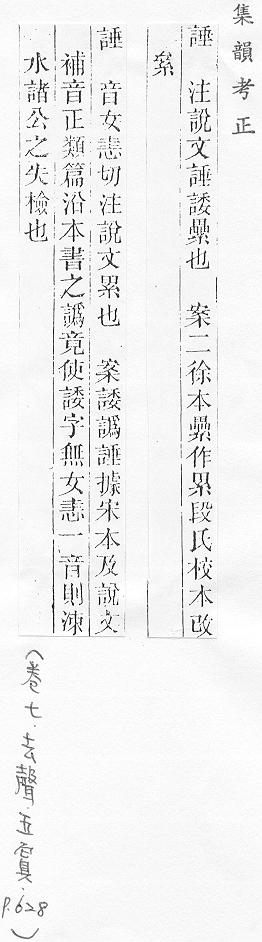 集韻考正
諈　注說文諈諉纍也　案二徐本纍作累段氏校本改
絫
諈　音女恚切注說文累也　案諉譌諈據宋本及說文
補音正類篇沿本書之譌竟使諉字無女恚一音則涑
水諸公之失檢也
（卷七．去聲．五寘．P.628）